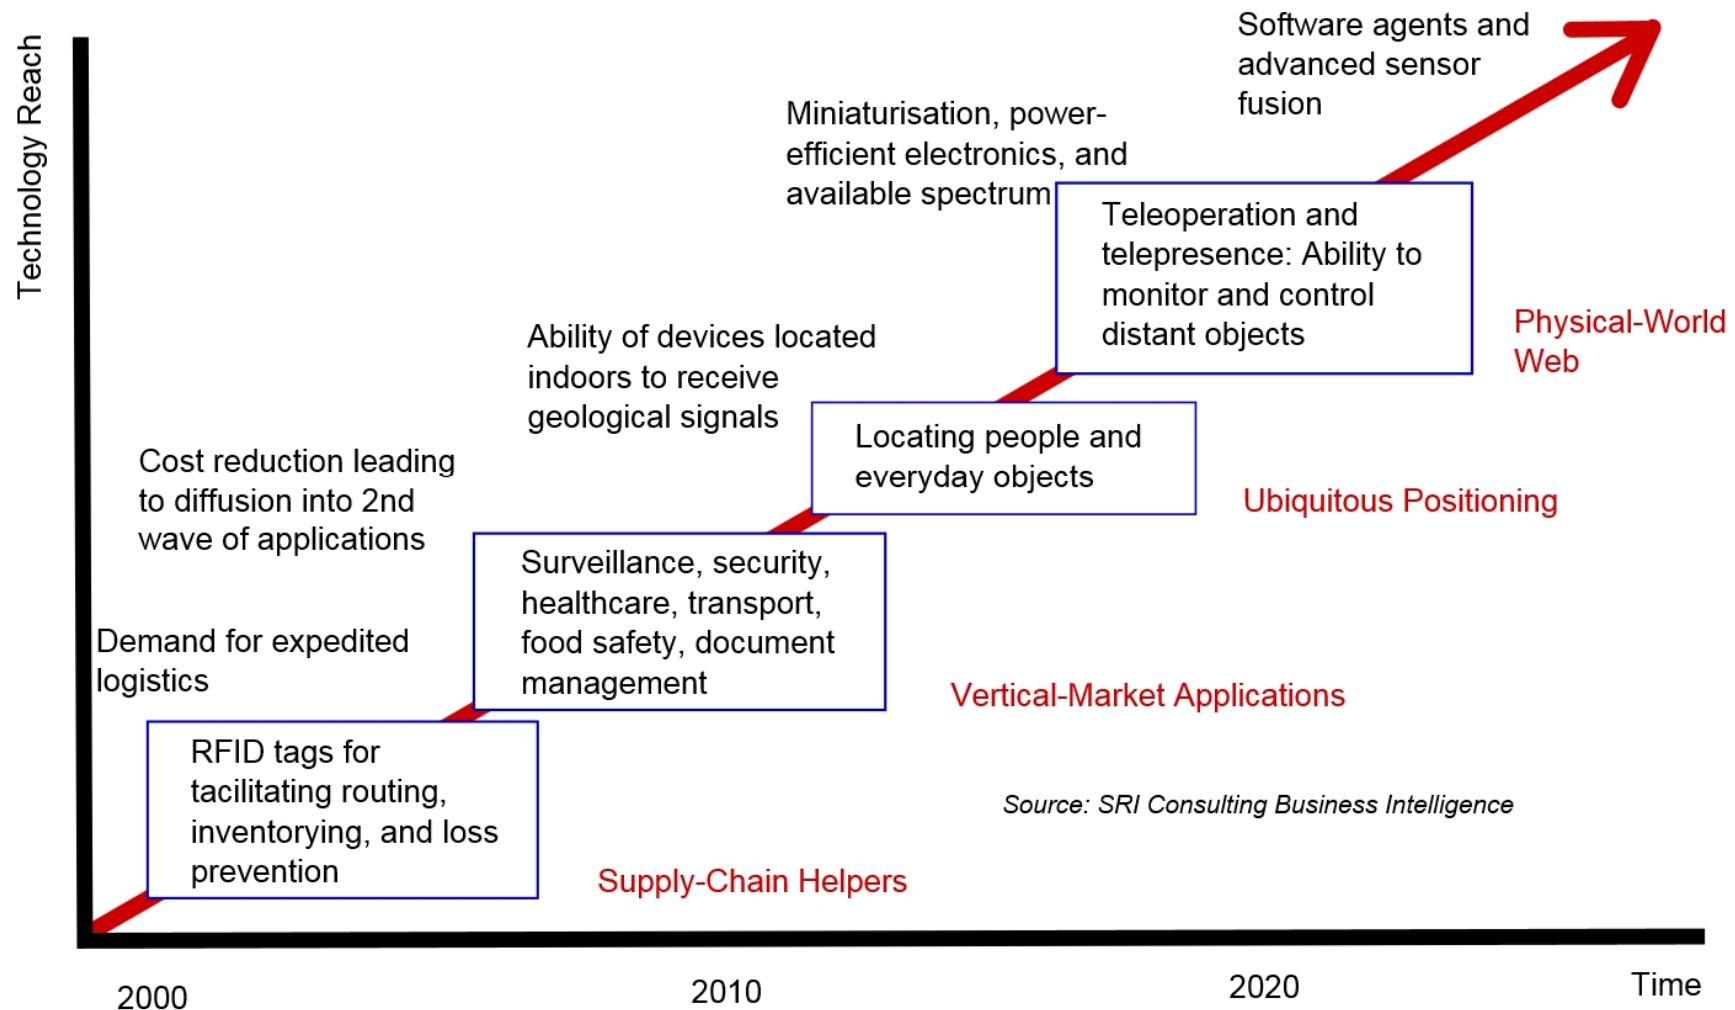 Technology Reach
Software agents and
advanced sensor
fusion
Miniaturisation, power-
efficient electronics, and
available spectrum
Teleoperation and
telepresence: Ability to
monitor and control
distant objects
Physical-World
Web
Ability of devices located
indoors to receive
geological signals
Locating people and
everyday objects
Ubiquitous Positioning
Cost reduction leading
to diffusion into 2nd
wave of applications
Surveillance, security,
healthcare, transport,
food safety, document
management
Vertical-Market Applications
Demand for expedited
logistics
RFID tags for
tacilitating routing,
inventorying, and loss
prevention
Supply-Chain Helpers
Source: SRI Consulting Business Intelligence
2000
2010
2020
Time